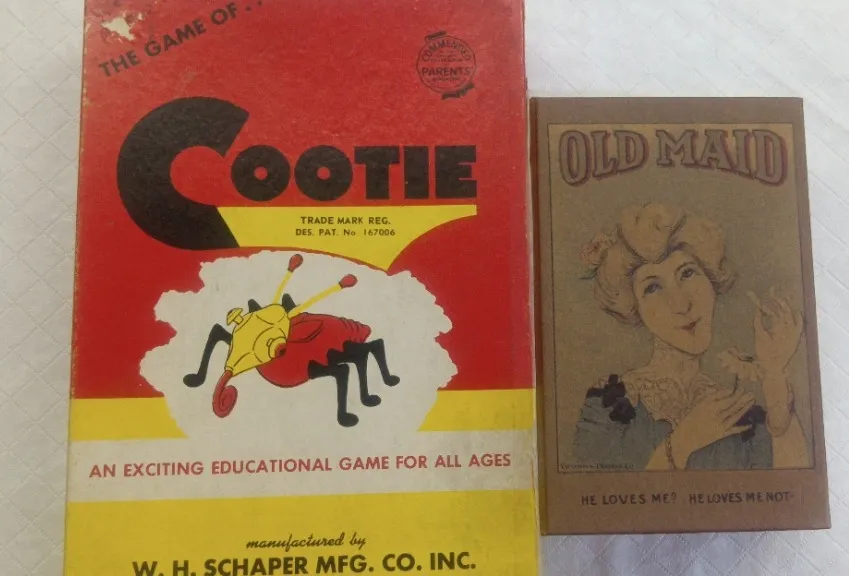 THE GAME OF . .
COMMENDED
PARENTS'
COOTIE
TRADE MARK REG.
DES. PAT. No 167006
AN EXCITING EDUCATIONAL GAME FOR ALL AGES
manufactured by
W. H. SCHAPER MFG. CO. INC.
OLD MAID
HE LOVES ME? HE LOVES ME NOT-